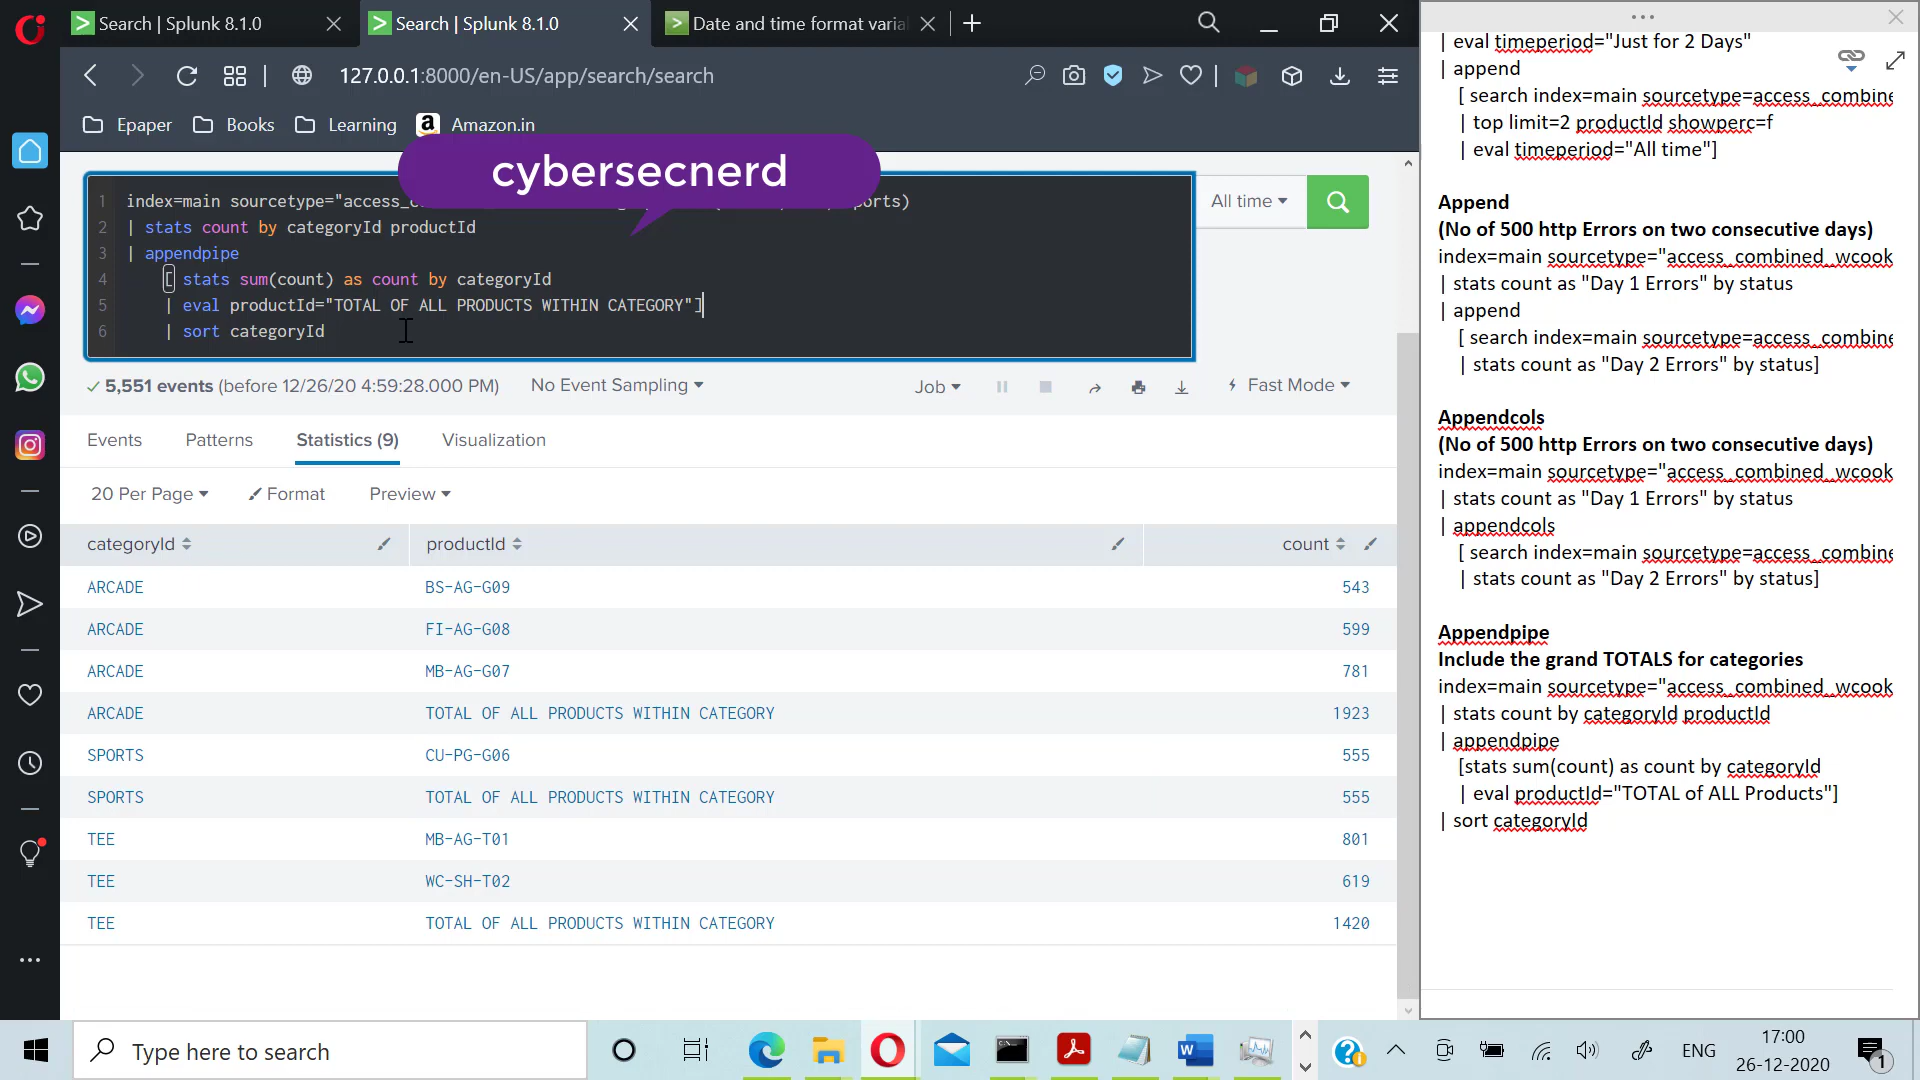 Search | Splunk 8.1.0
Search | Splunk 8.1.0
Date and time format varia
127.0.0.1:8000/en-US/app/search/search
Epaper
Books
Learning
Amazon.in
cybersecnerd
1 index=main sourcetype="access_c orts)
2 | stats count by categoryId productId
3 | appendpipe
4 [ stats sum(count) as count by categoryId
5 | eval productId="TOTAL OF ALL PRODUCTS WITHIN CATEGORY"]
6 | sort categoryId
All time
5,551 events (before 12/26/20 4:59:28.000 PM)
No Event Sampling
Job
Fast Mode
Events
Patterns
Statistics (9)
Visualization
20 Per Page
Format
Preview
categoryId productId count
ARCADE BS-AG-G09 543
ARCADE FI-AG-G08 599
ARCADE MB-AG-G07 781
ARCADE TOTAL OF ALL PRODUCTS WITHIN CATEGORY 1923
SPORTS CU-PG-G06 555
SPORTS TOTAL OF ALL PRODUCTS WITHIN CATEGORY 555
TEE MB-AG-T01 801
TEE WC-SH-T02 619
TEE TOTAL OF ALL PRODUCTS WITHIN CATEGORY 1420
| eval timeperiod="Just for 2 Days"
| append
[ search index=main sourcetype=access_combine
| top limit=2 productId showperc=f
| eval timeperiod="All time"]
Append
(No of 500 http Errors on two consecutive days)
index=main sourcetype="access_combined_wcook
| stats count as "Day 1 Errors" by status
| append
[ search index=main sourcetype=access_combine
| stats count as "Day 2 Errors" by status]
Appendcols
(No of 500 http Errors on two consecutive days)
index=main sourcetype="access_combined_wcook
| stats count as "Day 1 Errors" by status
| appendcols
[ search index=main sourcetype=access_combine
| stats count as "Day 2 Errors" by status]
Appendpipe
Include the grand TOTALS for categories
index=main sourcetype="access_combined_wcook
| stats count by categoryId productId
| appendpipe
[stats sum(count) as count by categoryId
| eval productId="TOTAL of ALL Products"]
| sort categoryId
Type here to search
ENG
17:00
26-12-2020
1